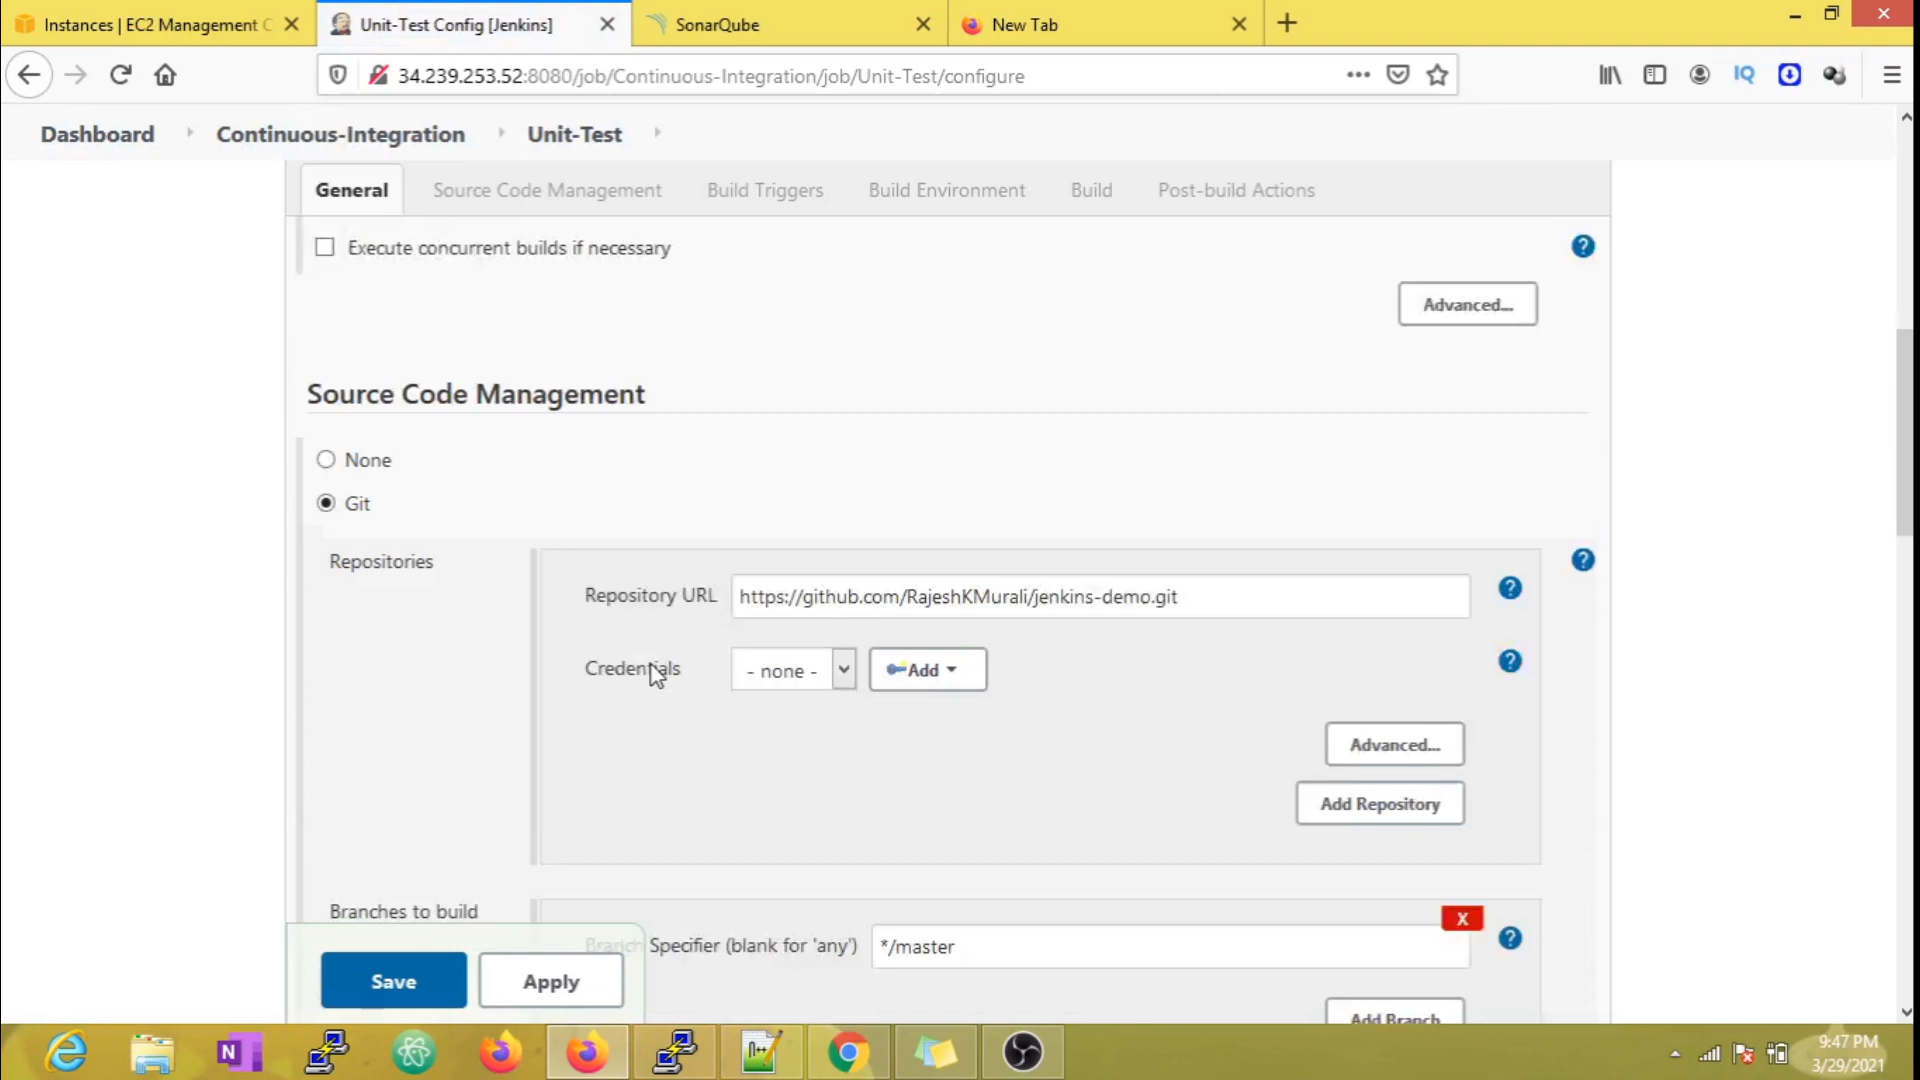 Instances | EC2 Management C
Unit-Test Config [Jenkins]
SonarQube
New Tab
34.239.253.52:8080/job/Continuous-Integration/job/Unit-Test/configure
IQ
Dashboard
Continuous-Integration
Unit-Test
General
Source Code Management
Build Triggers
Build Environment
Build
Post-build Actions
Execute concurrent builds if necessary
?
Advanced...
Source Code Management
None
Git
Repositories
?
Repository URL
https://github.com/RajeshKMurali/jenkins-demo.git
?
Credentials
- none -
Add
?
Advanced...
Add Repository
Branches to build
X
Branch Specifier (blank for 'any')
*/master
?
Save
Apply
Add Branch
N
n++
9:47 PM
3/29/2021